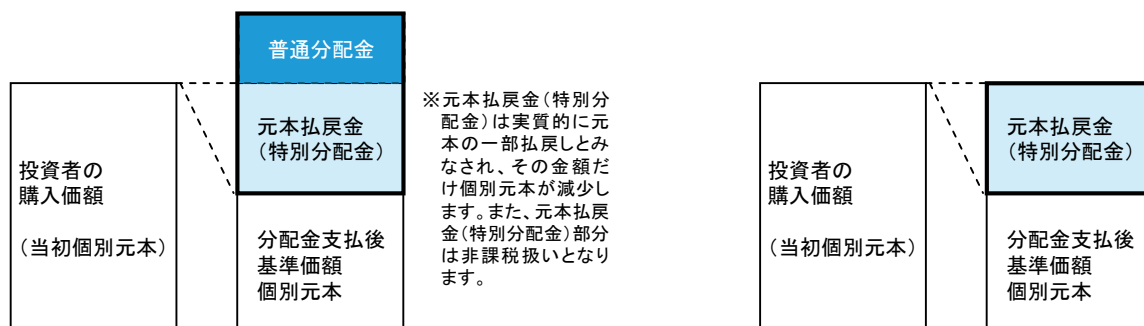 普通分配金
元本払戻金
（特別分配金）
投資者の
購入価額
（当初個別元本）
分配金支払後
基準価額
個別元本
※元本払戻金（特別分
配金）は実質的に元
本の一部払戻しとみ
なされ、その金額だ
け個別元本が減少し
ます。また、元本払戻
金（特別分配金）部分
は非課税扱いとなり
ます。
元本払戻金
（特別分配金）
投資者の
購入価額
（当初個別元本）
分配金支払後
基準価額
個別元本